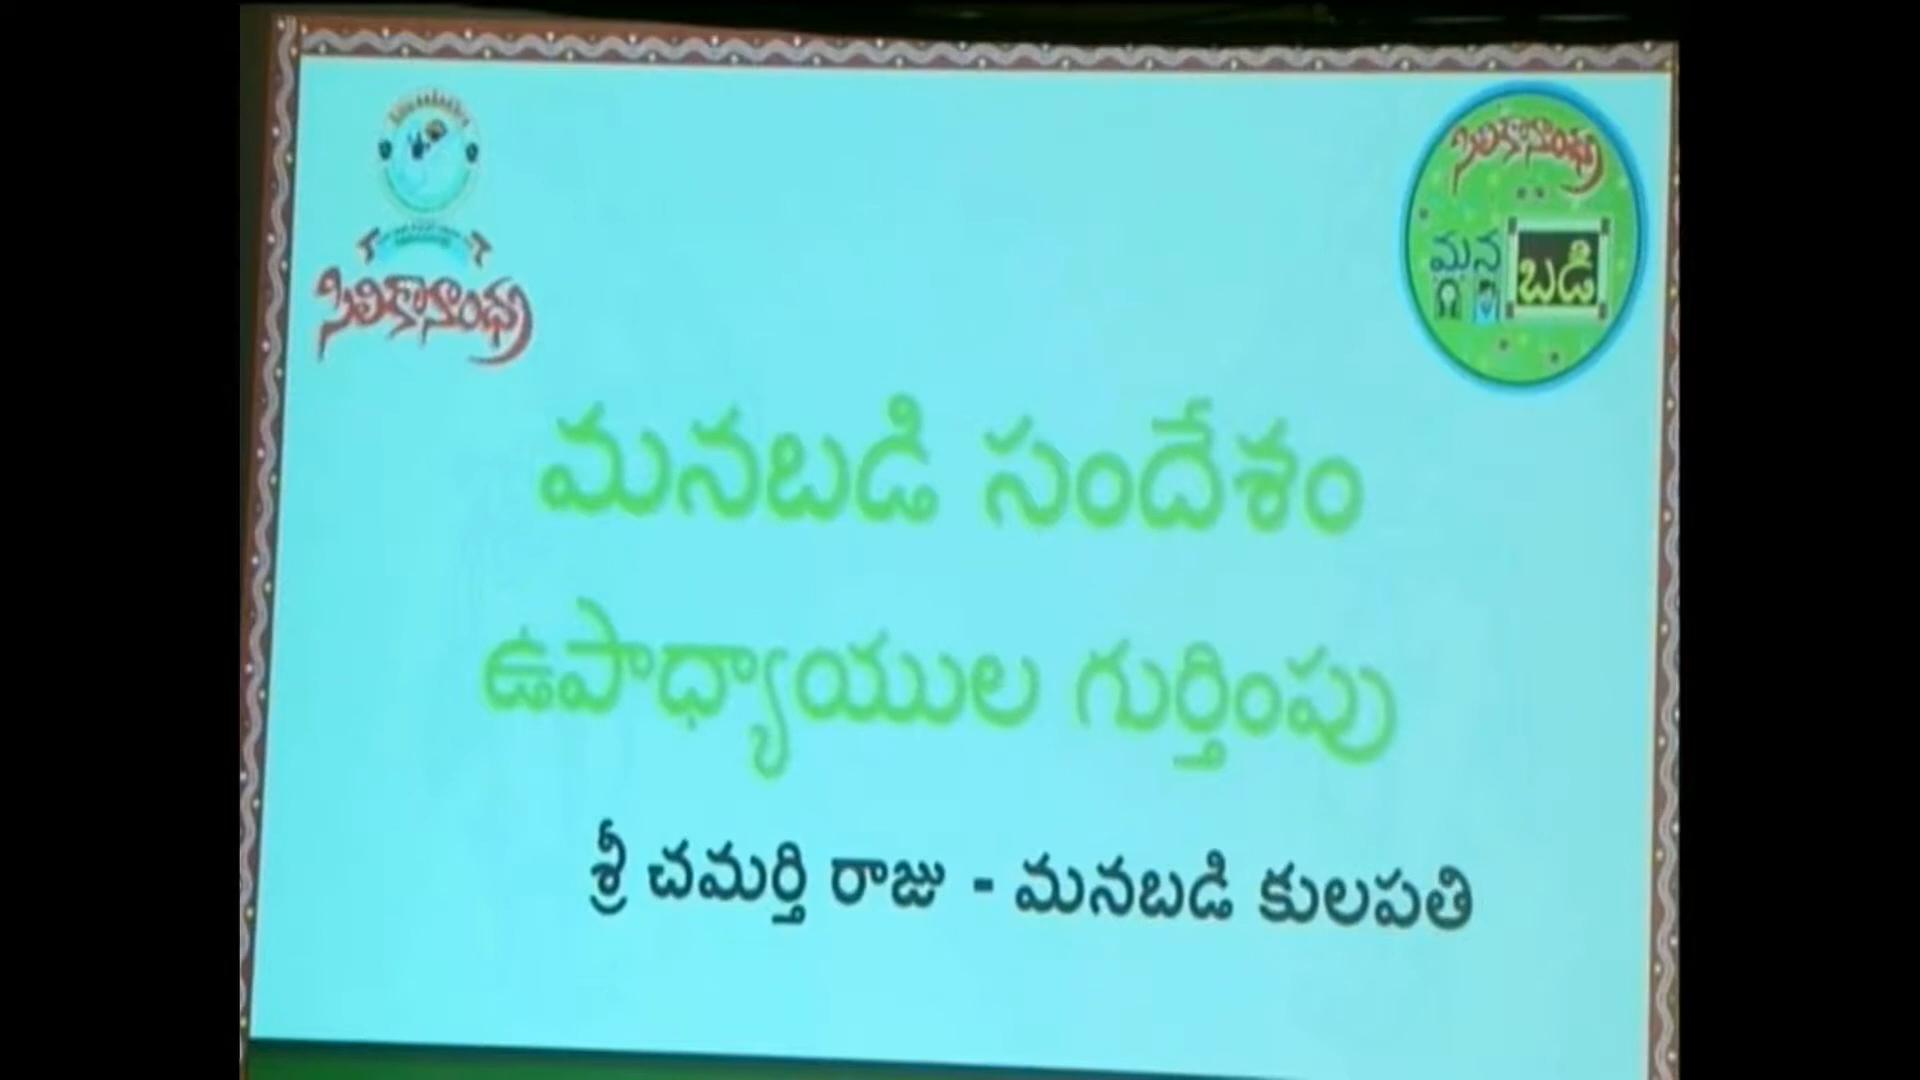 సిలికానాంధ్ర
సిలికానాంధ్ర
మన
బడి
మనబడి సందేశం
ఉపాధ్యాయుల గుర్తింపు
శ్రీ చమర్తి రాజు - మనబడి కులపతి